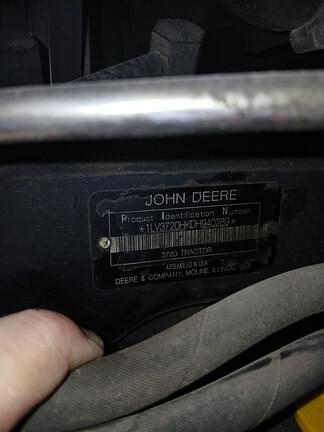 JOHN DEERE
Product Identification Number
*1LV3720HKDH940289*
3720 TRACTOR
ASSEMBLED IN USA
DEERE & COMPANY, MOLINE, ILLINOIS, USA